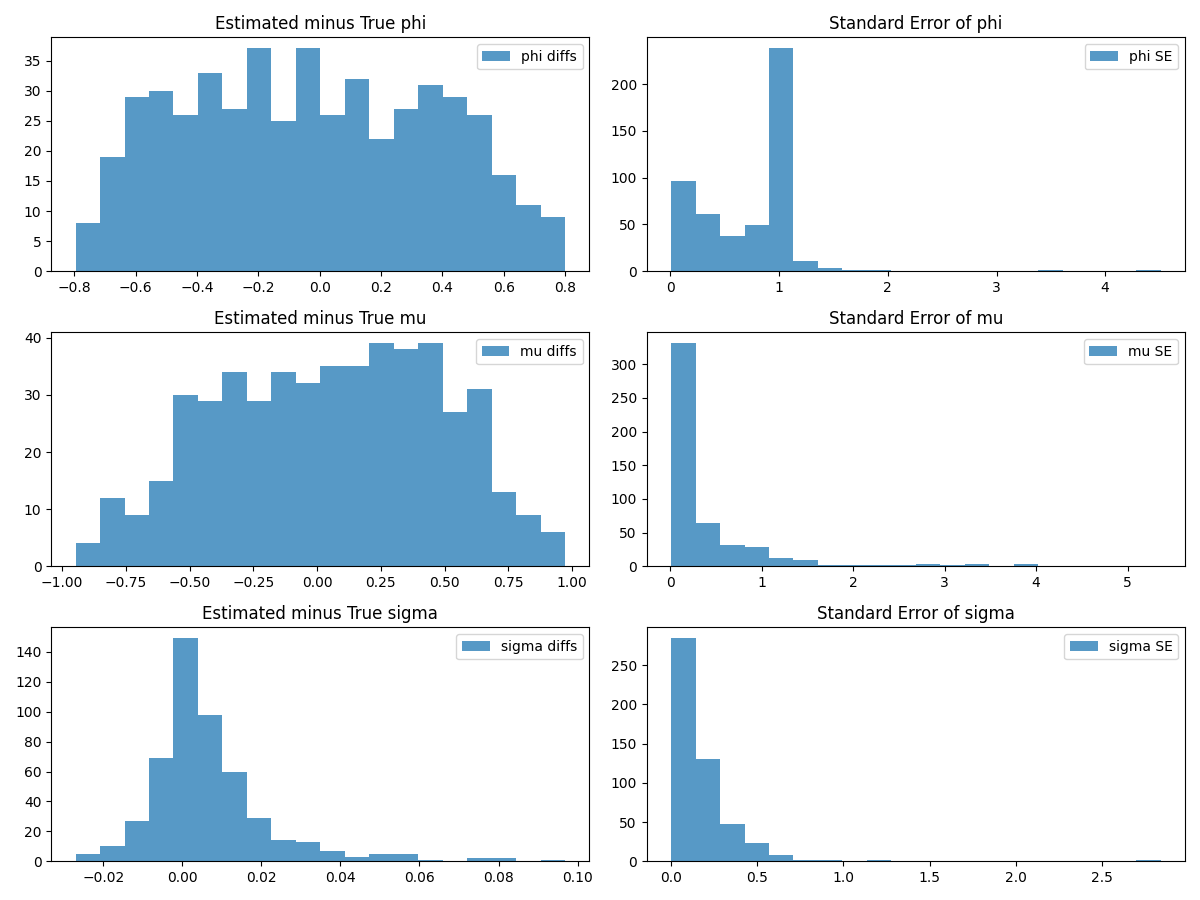 Estimated minus True phi
phi diffs
35
30
25
20
15
10
5
0
−0.8 −0.6 −0.4 −0.2 0.0 0.2 0.4 0.6 0.8
Standard Error of phi
phi SE
200
150
100
50
0
0 1 2 3 4
Estimated minus True mu
mu diffs
40
30
20
10
0
−1.00 −0.75 −0.50 −0.25 0.00 0.25 0.50 0.75 1.00
Standard Error of mu
mu SE
300
250
200
150
100
50
0
0 1 2 3 4 5
Estimated minus True sigma
sigma diffs
140
120
100
80
60
40
20
0
−0.02 0.00 0.02 0.04 0.06 0.08 0.10
Standard Error of sigma
sigma SE
250
200
150
100
50
0
0.0 0.5 1.0 1.5 2.0 2.5